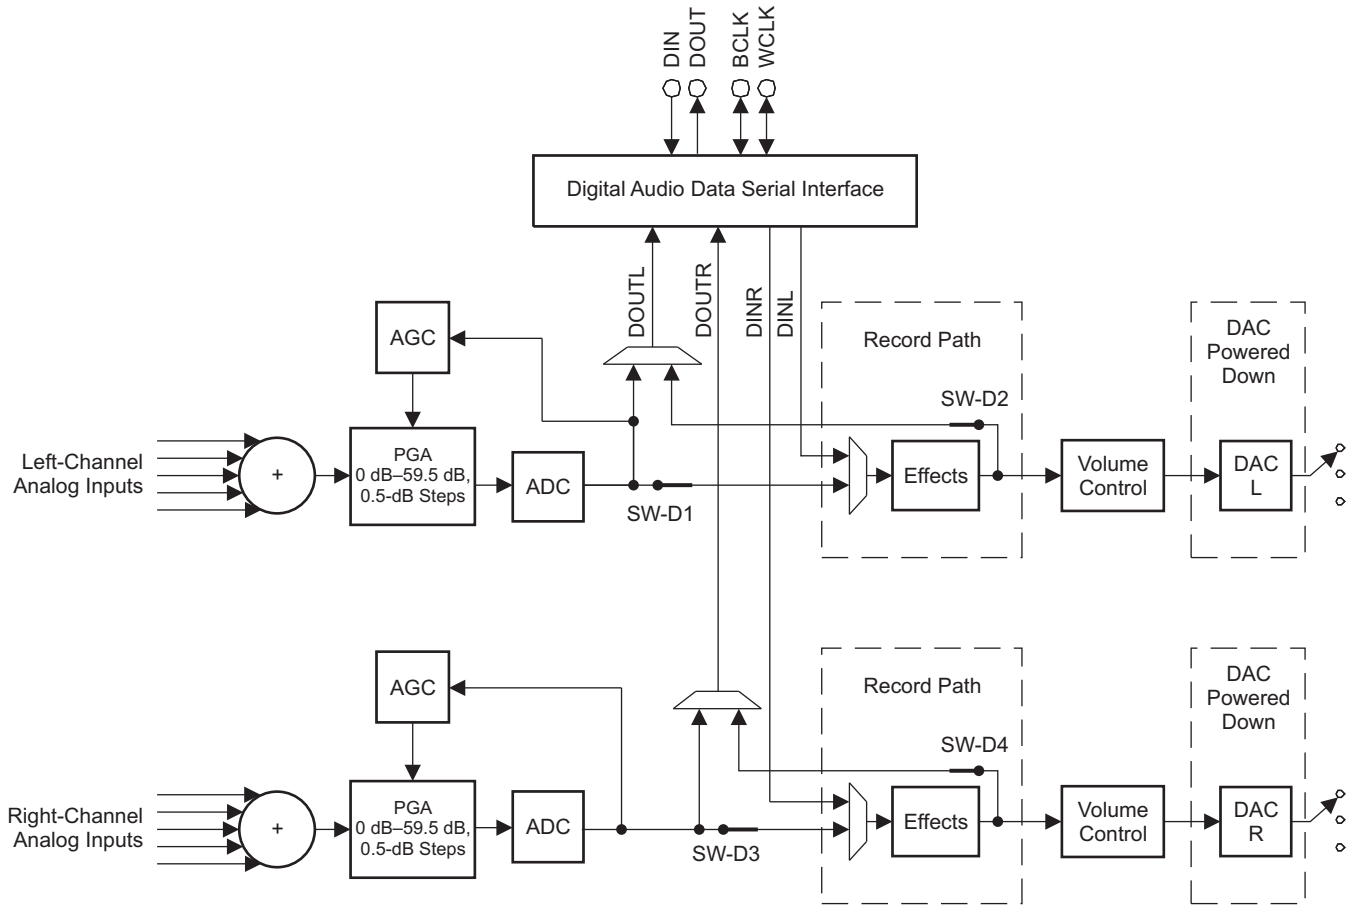 DIN
DOUT
BCLK
WCLK
Digital Audio Data Serial Interface
DOUTL
DOUTR
DINR
DINL
AGC
Record Path
DAC
Powered
Down
SW-D2
Left-Channel
Analog Inputs
+
PGA
0 dB–59.5 dB,
0.5-dB Steps
ADC
SW-D1
Effects
Volume
Control
DAC
L
AGC
Record Path
DAC
Powered
Down
SW-D4
Right-Channel
Analog Inputs
+
PGA
0 dB–59.5 dB,
0.5-dB Steps
ADC
SW-D3
Effects
Volume
Control
DAC
R